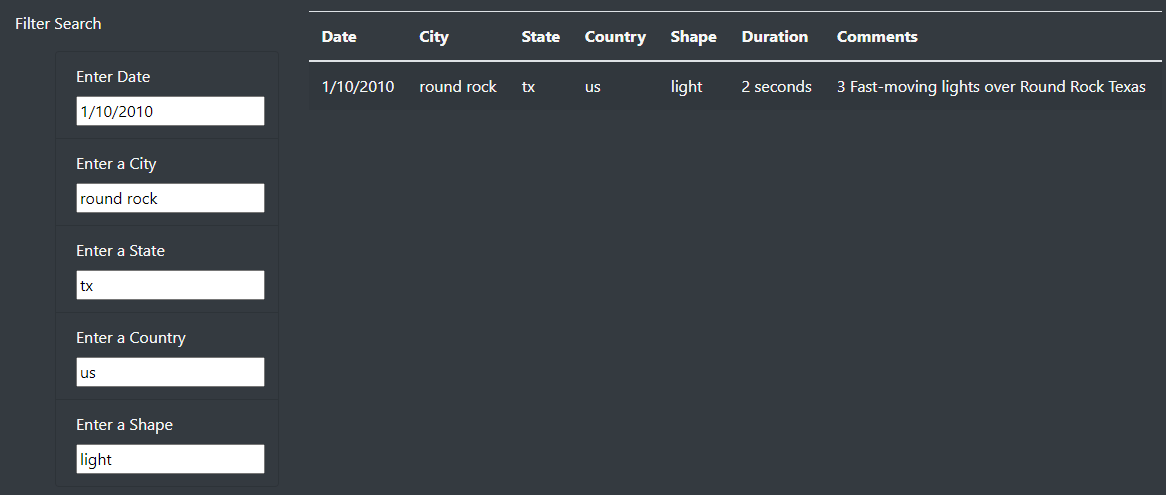 Filter Search
Enter Date
1/10/2010
Enter a City
round rock
Enter a State
tx
Enter a Country
us
Enter a Shape
light
Date City State Country Shape Duration Comments
1/10/2010 round rock tx us light 2 seconds 3 Fast-moving lights over Round Rock Texas